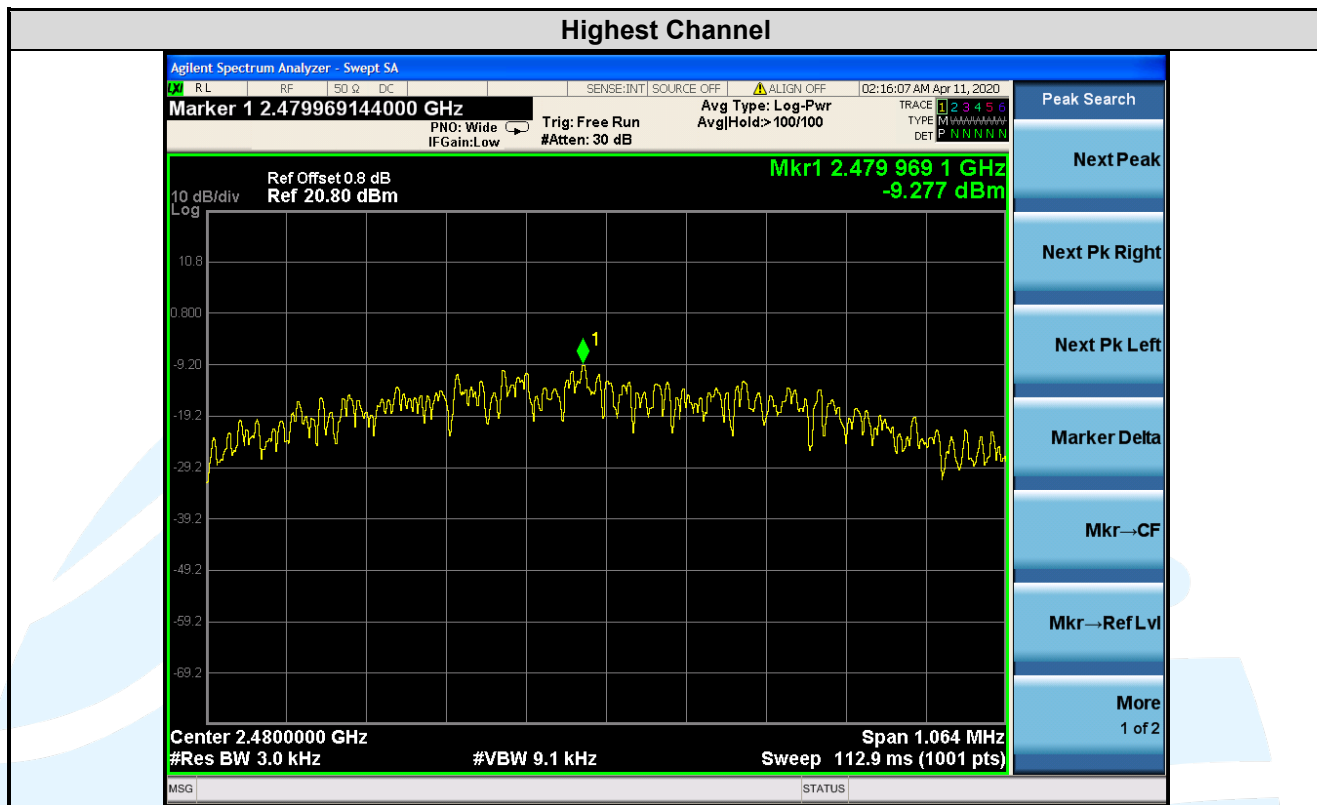 Highest Channel
Agilent Spectrum Analyzer - Swept SA
LXI RL RF 50 Ω DC SENSE:INT SOURCE OFF ALIGN OFF 02:16:07 AM Apr 11, 2020
Marker 1 2.479969144000 GHz
PNO: Wide
IFGain:Low
Trig: Free Run
#Atten: 30 dB
Avg Type: Log-Pwr
Avg|Hold:>100/100
TRACE 1 2 3 4 5 6
TYPE M WWWWW
DET P N N N N N
Mkr1 2.479 969 1 GHz
-9.277 dBm
Ref Offset 0.8 dB
10 dB/div Ref 20.80 dBm
Log
10.8
0.800
-9.20
-19.2
-29.2
-39.2
-49.2
-59.2
-69.2
1
Center 2.4800000 GHz Span 1.064 MHz
#Res BW 3.0 kHz #VBW 9.1 kHz Sweep 112.9 ms (1001 pts)
MSG STATUS
Peak Search
Next Peak
Next Pk Right
Next Pk Left
Marker Delta
Mkr→CF
Mkr→Ref Lvl
More
1 of 2